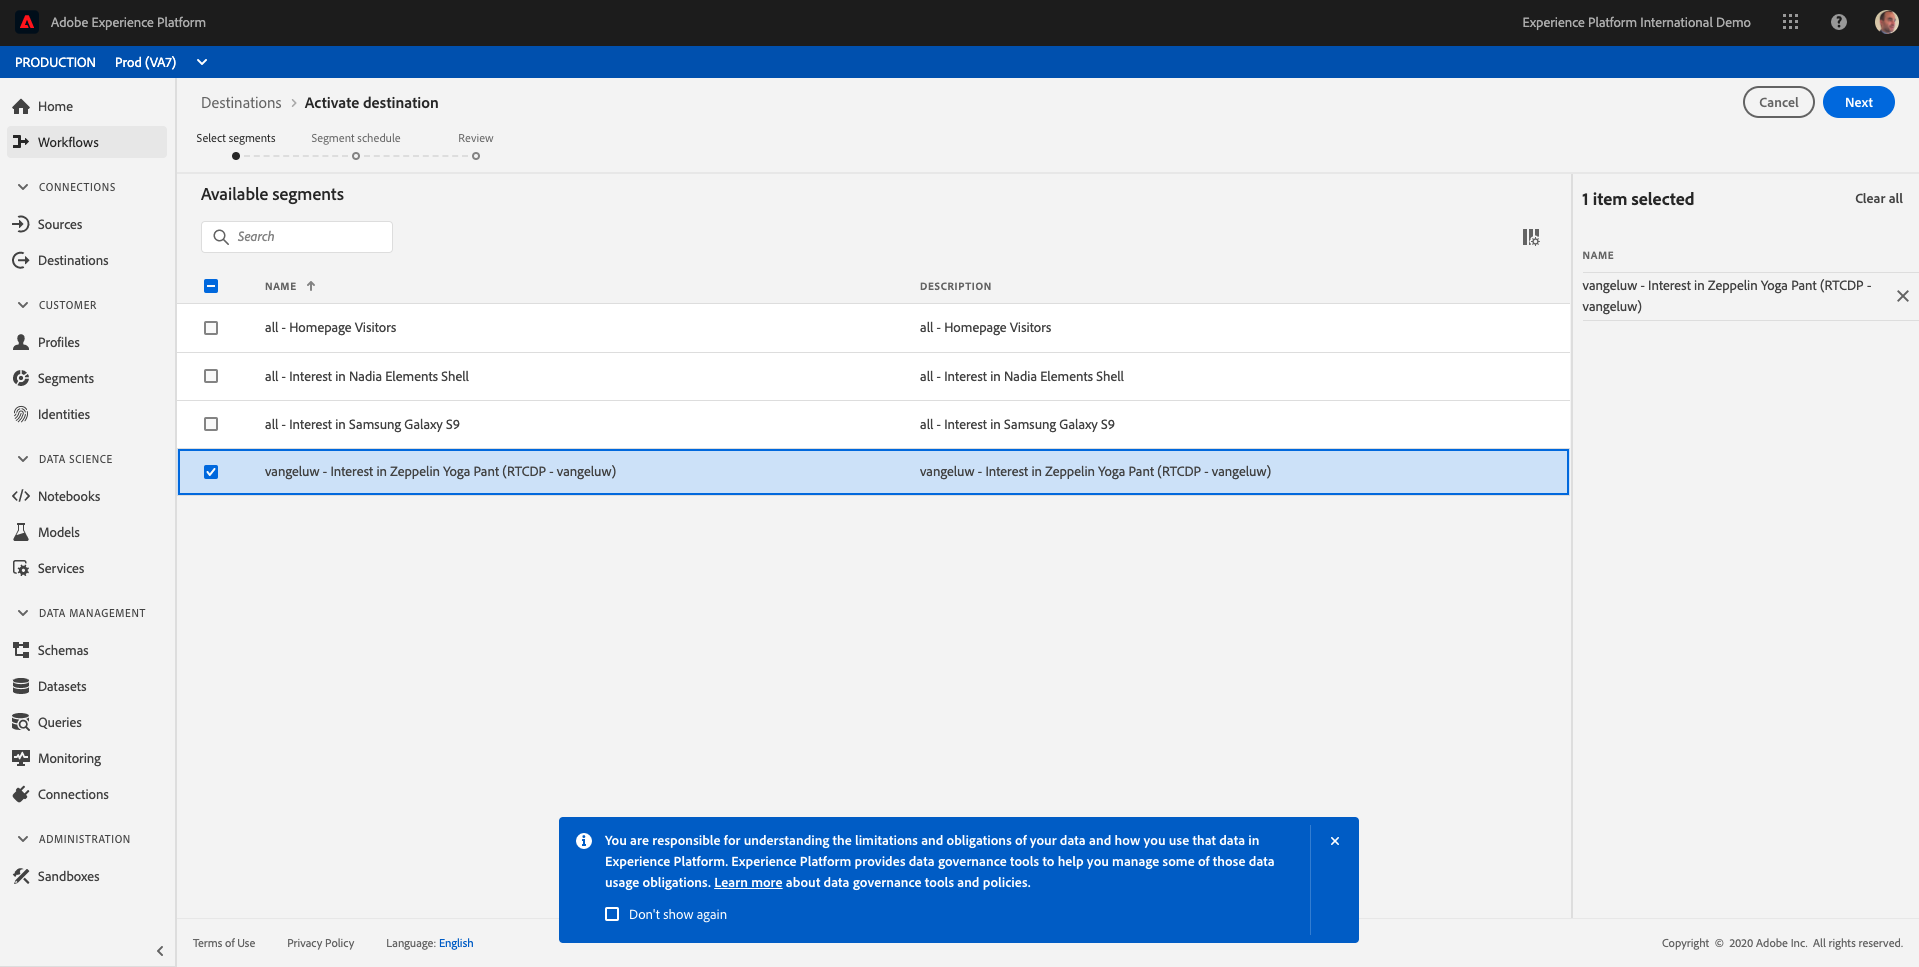 Adobe Experience Platform
Experience Platform International Demo
PRODUCTION Prod (VA7)
Home
Workflows
CONNECTIONS
Sources
Destinations
CUSTOMER
Profiles
Segments
Identities
DATA SCIENCE
Notebooks
Models
Services
DATA MANAGEMENT
Schemas
Datasets
Queries
Monitoring
Connections
ADMINISTRATION
Sandboxes
Destinations > Activate destination
Cancel
Next
Select segments Segment schedule Review
Available segments
Search
NAME DESCRIPTION
all - Homepage Visitors all - Homepage Visitors
all - Interest in Nadia Elements Shell all - Interest in Nadia Elements Shell
all - Interest in Samsung Galaxy S9 all - Interest in Samsung Galaxy S9
vangeluw - Interest in Zeppelin Yoga Pant (RTCDP - vangeluw) vangeluw - Interest in Zeppelin Yoga Pant (RTCDP - vangeluw)
1 item selected Clear all
NAME
vangeluw - Interest in Zeppelin Yoga Pant (RTCDP -
vangeluw)
You are responsible for understanding the limitations and obligations of your data and how you use that data in
Experience Platform. Experience Platform provides data governance tools to help you manage some of those data
usage obligations. Learn more about data governance tools and policies.
Don't show again
Terms of Use Privacy Policy Language: English
Copyright © 2020 Adobe Inc. All rights reserved.